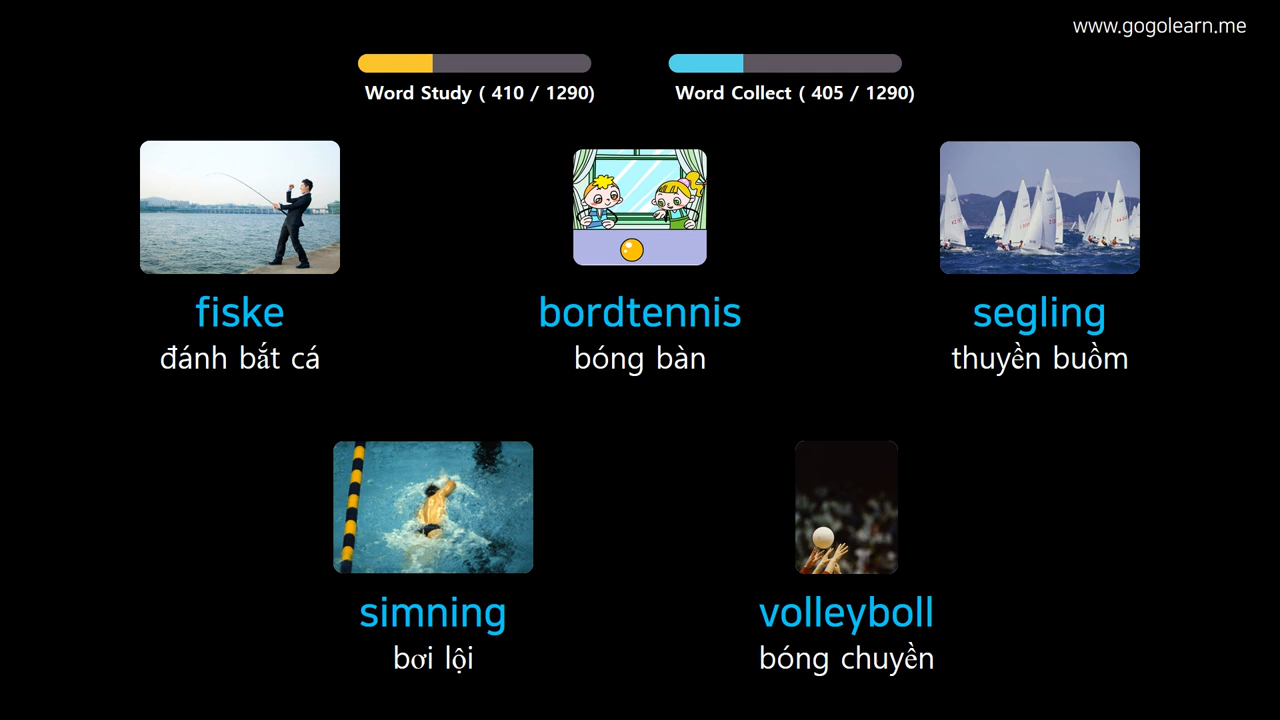 www.gogolearn.me
Word Study ( 410 / 1290)
Word Collect ( 405 / 1290)
fiske
đánh bắt cá
bordtennis
bóng bàn
segling
thuyền buồm
simning
bơi lội
volleyboll
bóng chuyền